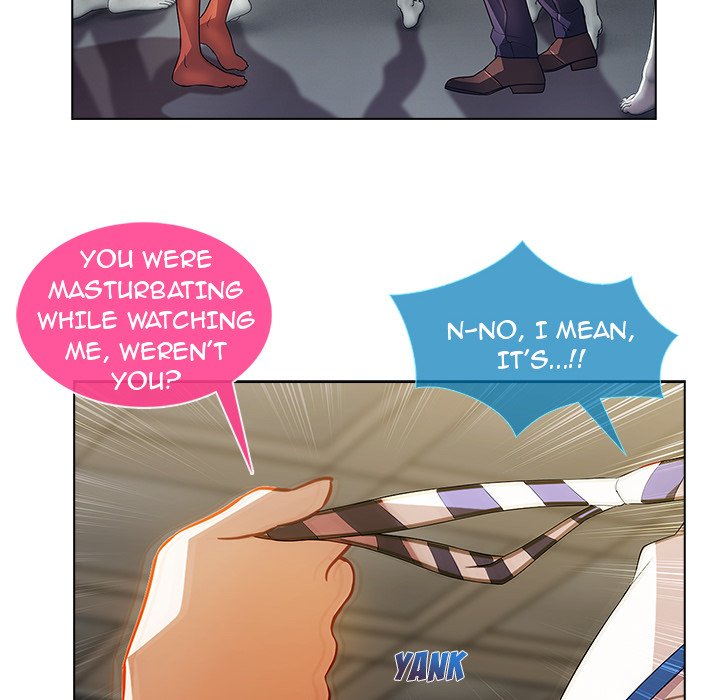 YOU WERE
MASTURBATING
WHILE WATCHING
ME, WEREN'T
YOU?
N-NO, I MEAN,
IT'S...!!
YANK